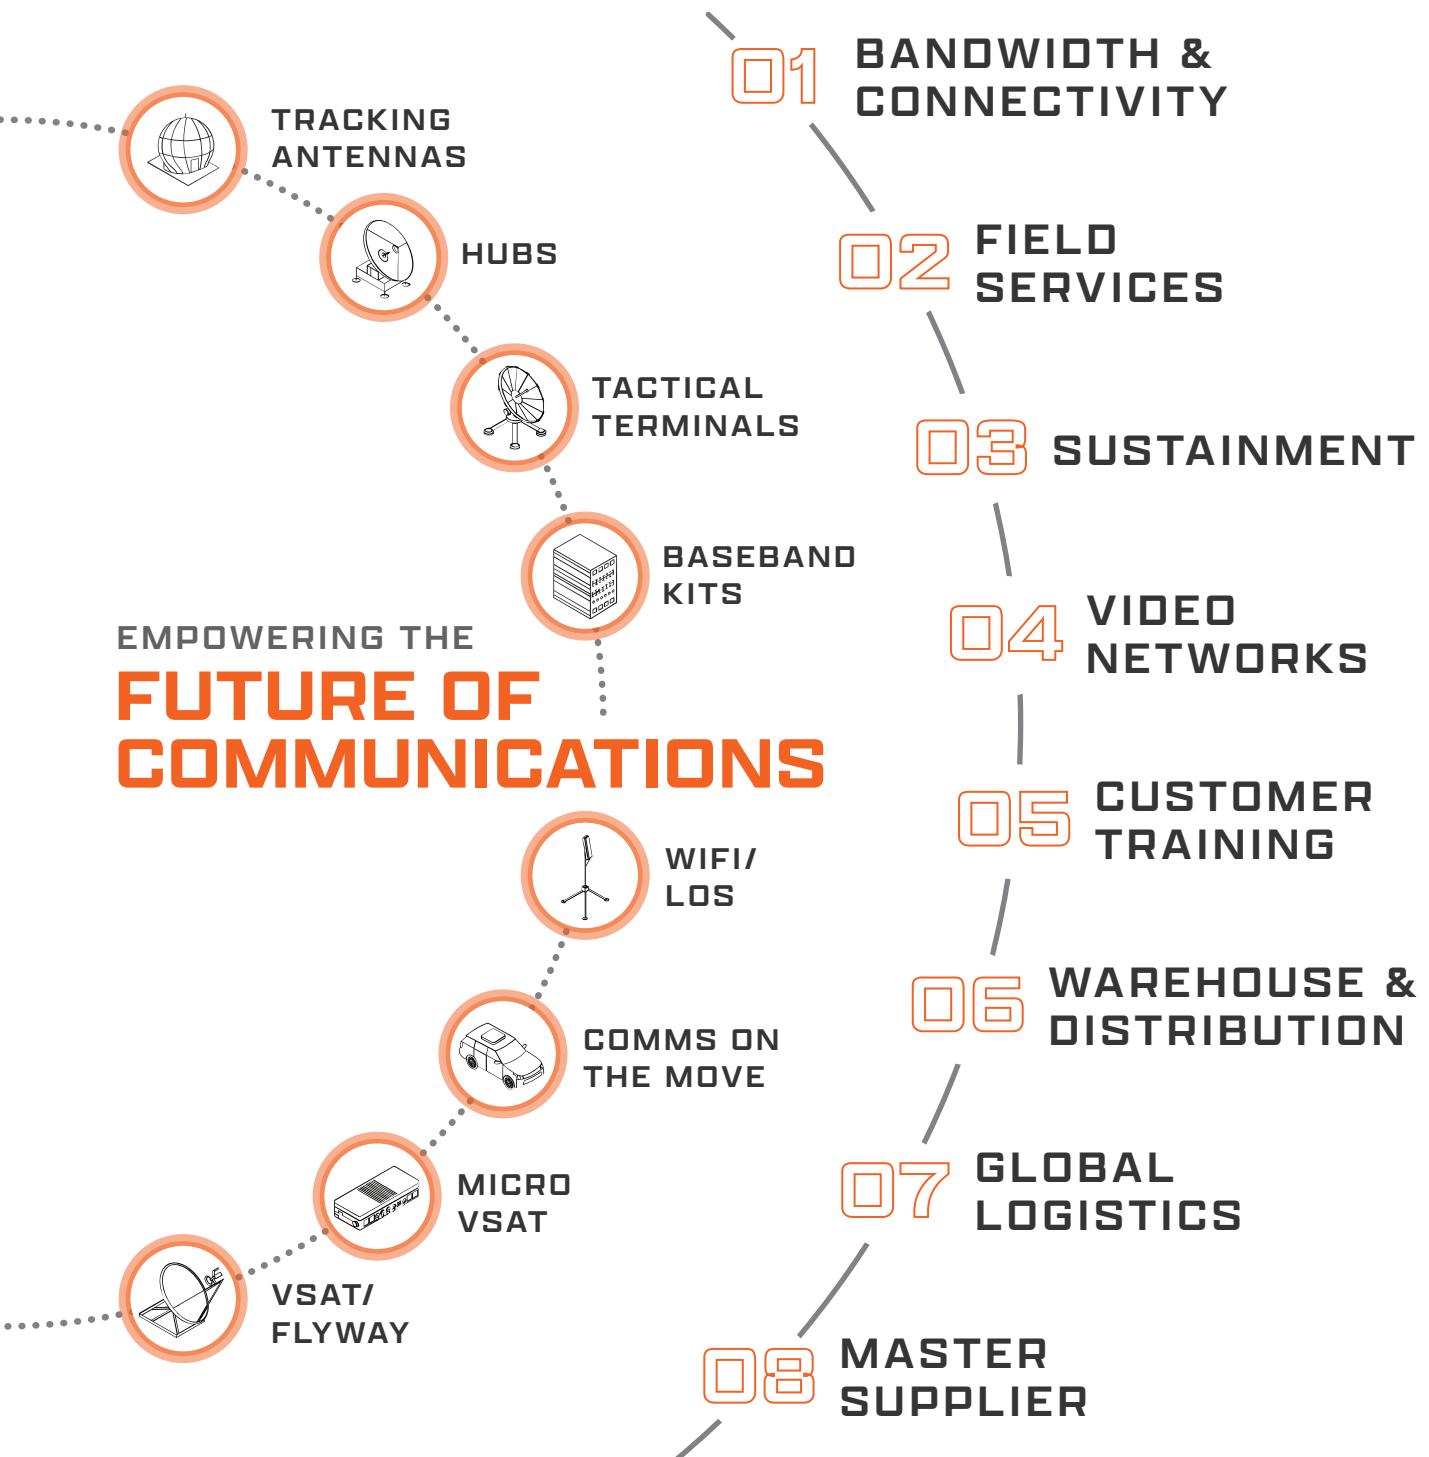 TRACKING
ANTENNAS
HUBS
TACTICAL
TERMINALS
BASEBAND
KITS
EMPOWERING THE
FUTURE OF
COMMUNICATIONS
WIFI/
LOS
COMMS ON
THE MOVE
MICRO
VSAT
VSAT/
FLYWAY
01
BANDWIDTH &
CONNECTIVITY
02
FIELD
SERVICES
03
SUSTAINMENT
04
VIDEO
NETWORKS
05
CUSTOMER
TRAINING
06
WAREHOUSE &
DISTRIBUTION
07
GLOBAL
LOGISTICS
08
MASTER
SUPPLIER